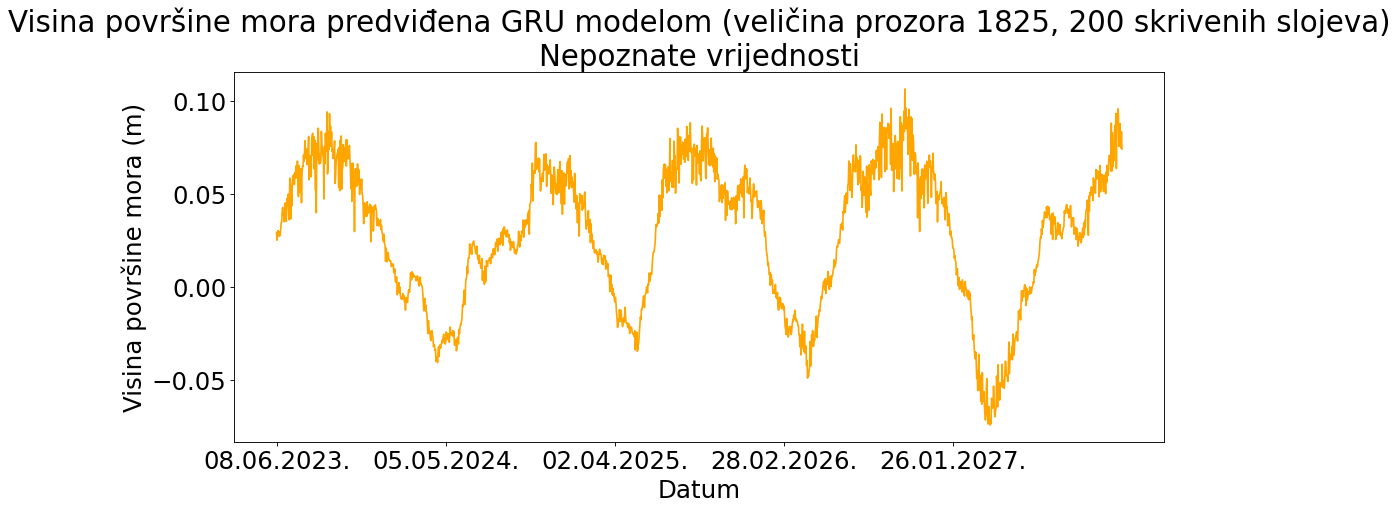 Visina površine mora predviđena GRU modelom (veličina prozora 1825, 200 skrivenih slojeva)
Nepoznate vrijednosti
Visina površine mora (m)
0.10
0.05
0.00
−0.05
08.06.2023. 05.05.2024. 02.04.2025. 28.02.2026. 26.01.2027.
Datum